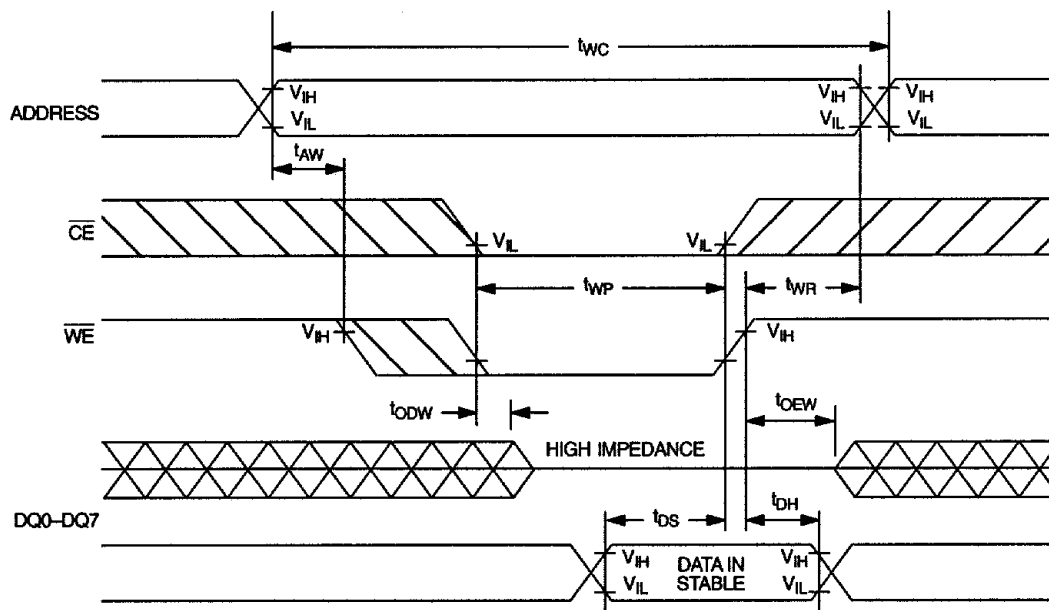 tWC
ADDRESS
VIH
VIL
VIH
VIL
VIH
VIL
tAW
CE
VIL
VIL
tWP
tWR
WE
VIH
VIH
tODW
tOEW
HIGH IMPEDANCE
DQ0–DQ7
tDS
tDH
VIH
VIL
DATA IN
STABLE
VIH
VIL